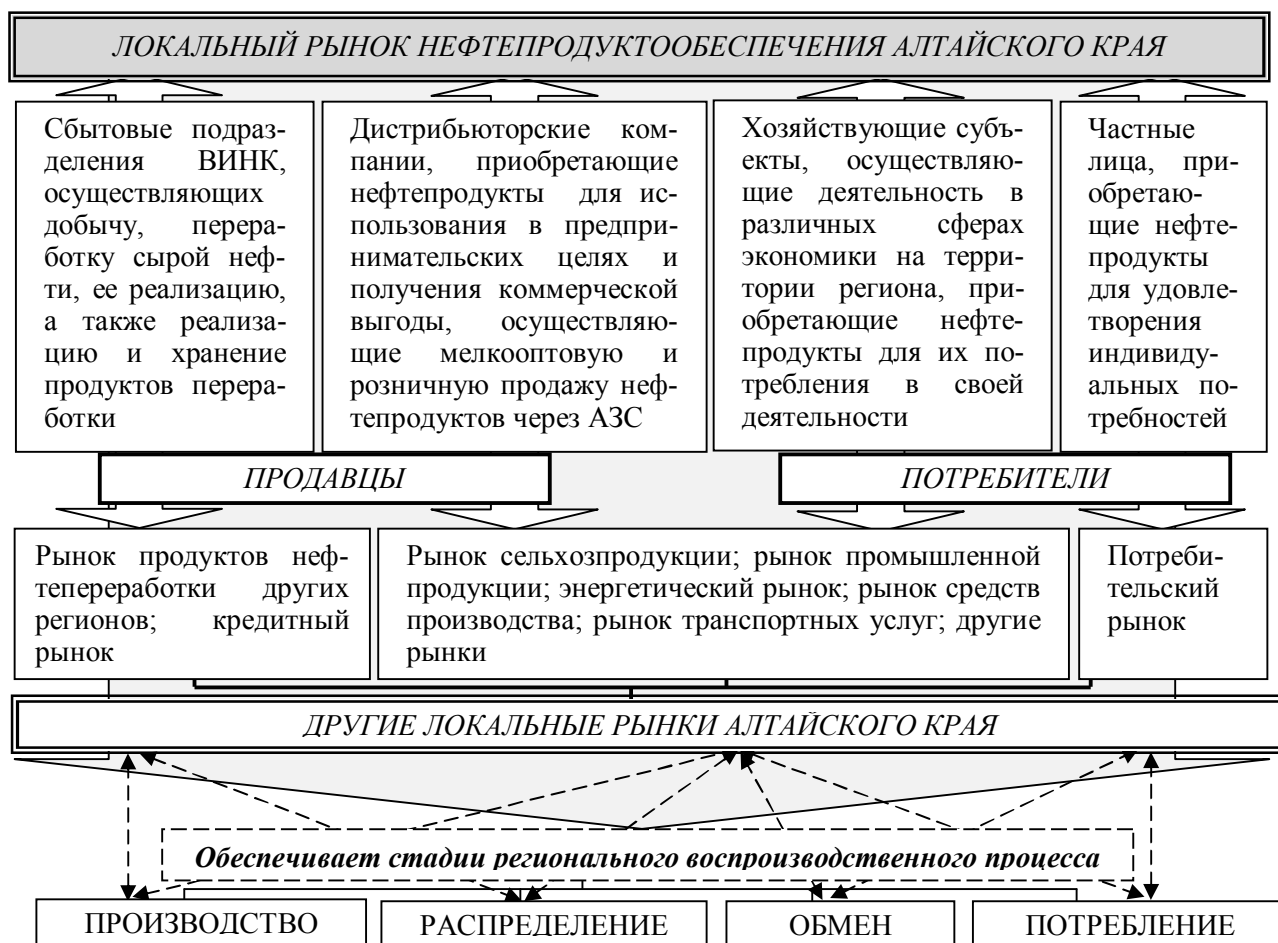 ЛОКАЛЬНЫЙ РЫНОК НЕФТЕПРОДУКТООБЕСПЕЧЕНИЯ АЛТАЙСКОГО КРАЯ
Сбытовые подраз-
деления ВИНК,
осуществляющих
добычу, перера-
ботку сырой неф-
ти, ее реализацию,
а также реализа-
цию и хранение
продуктов перера-
ботки
Дистрибьюторские ком-
пании, приобретающие
нефтепродукты для ис-
пользования в предпри-
нимательских целях и
получения коммерческой
выгоды, осуществляю-
щие мелкооптовую и
розничную продажу неф-
тепродуктов через АЗС
Хозяйствующие субъ-
екты, осуществляю-
щие деятельность в
различных сферах
экономики на терри-
тории региона, при-
обретающие нефте-
продукты для их по-
требления в своей
деятельности
Частные
лица, при-
обретаю-
щие нефте-
продукты
для удовле-
творения
индивиду-
альных по-
требностей
ПРОДАВЦЫ
ПОТРЕБИТЕЛИ
Рынок продуктов неф-
тепереработки других
регионов; кредитный
рынок
Рынок сельхозпродукции; рынок промышленной
продукции; энергетический рынок; рынок средств
производства; рынок транспортных услуг; другие
рынки
Потреби-
тельский
рынок
ДРУГИЕ ЛОКАЛЬНЫЕ РЫНКИ АЛТАЙСКОГО КРАЯ
Обеспечивает стадии регионального воспроизводственного процесса
ПРОИЗВОДСТВО
РАСПРЕДЕЛЕНИЕ
ОБМЕН
ПОТРЕБЛЕНИЕ